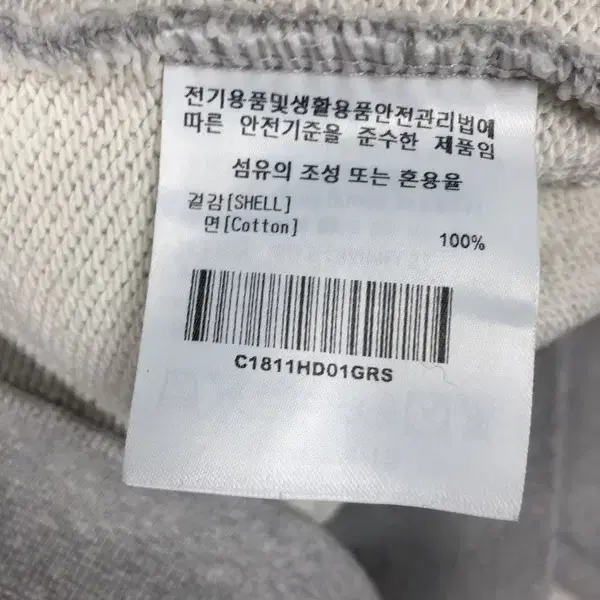 전기용품및생활용품안전관리법에
따른 안전기준을 준수한 제품임
섬유의 조성 또는 혼용율
겉감[SHELL]
면[Cotton] 100%
C1811HD01GRS